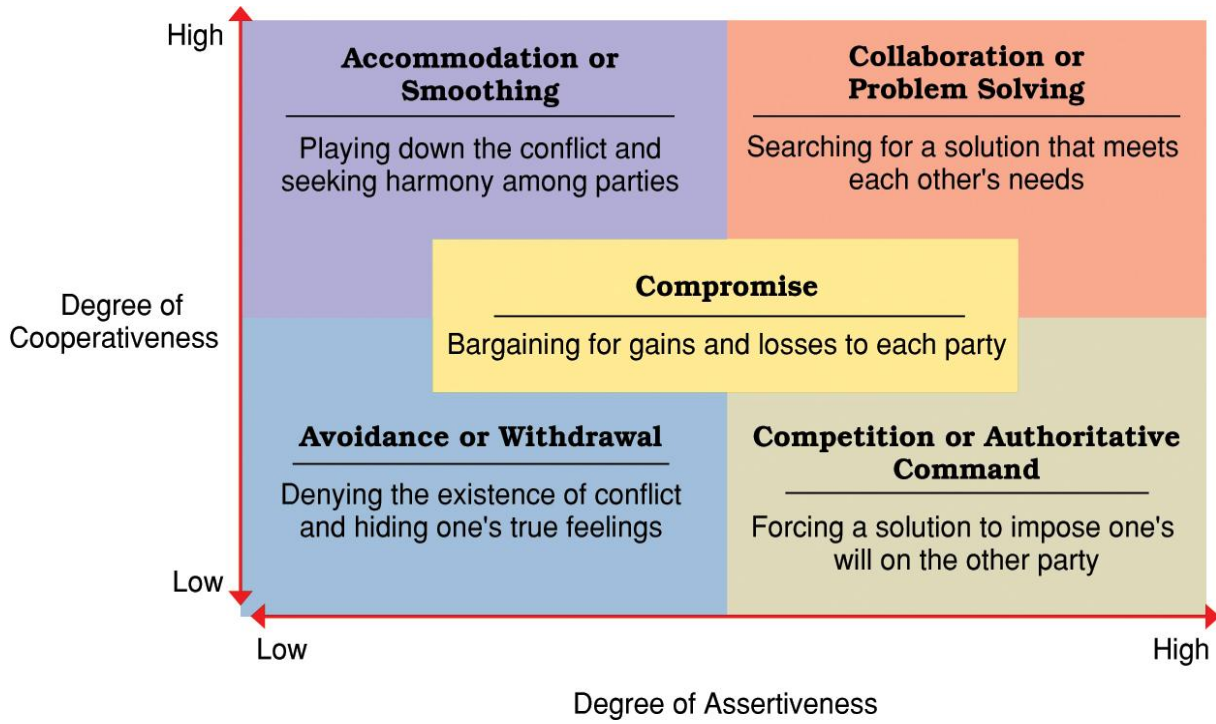 High
Accommodation or
Smoothing
Playing down the conflict and
seeking harmony among parties
Collaboration or
Problem Solving
Searching for a solution that meets
each other's needs
Degree of
Cooperativeness
Compromise
Bargaining for gains and losses to each party
Avoidance or Withdrawal
Denying the existence of conflict
and hiding one's true feelings
Competition or Authoritative
Command
Forcing a solution to impose one's
will on the other party
Low
Low
High
Degree of Assertiveness